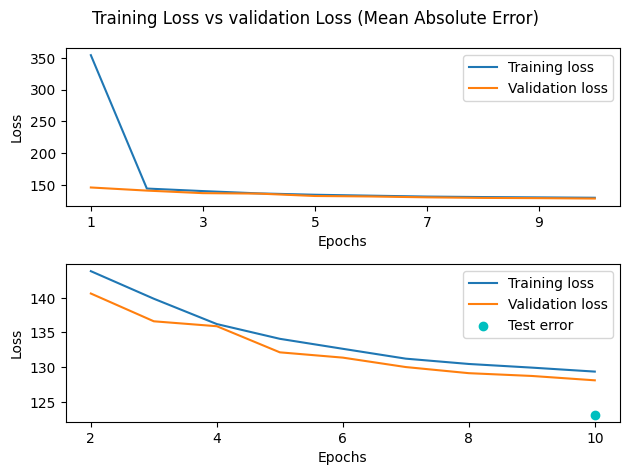 Training Loss vs validation Loss (Mean Absolute Error)
350
300
250
200
150
Loss
Training loss
Validation loss
1 3 5 7 9
Epochs
140
135
130
125
Loss
Training loss
Validation loss
Test error
2 4 6 8 10
Epochs